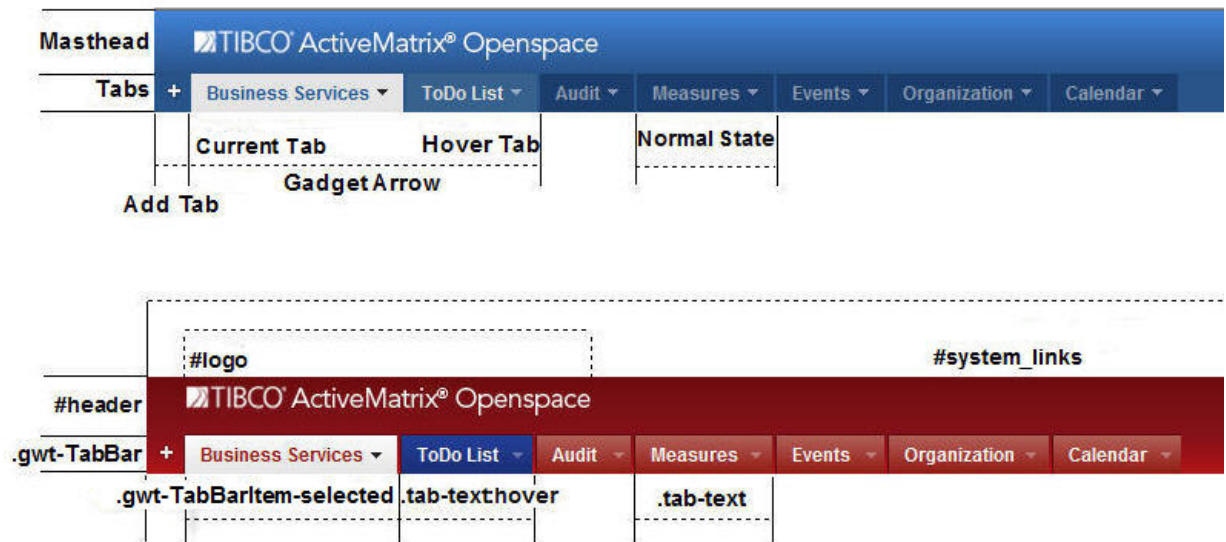 Masthead
TIBCO® ActiveMatrix® Openspace
Tabs + Business Services ToDo List Audit Measures Events Organization Calendar
Current Tab Hover Tab Normal State
Gadget Arrow
Add Tab
#logo #system_links
#header TIBCO® ActiveMatrix® Openspace
.gwt-TabBar + Business Services ToDo List Audit Measures Events Organization Calendar
.gwt-TabBarItem-selected .tab-text:hover .tab-text